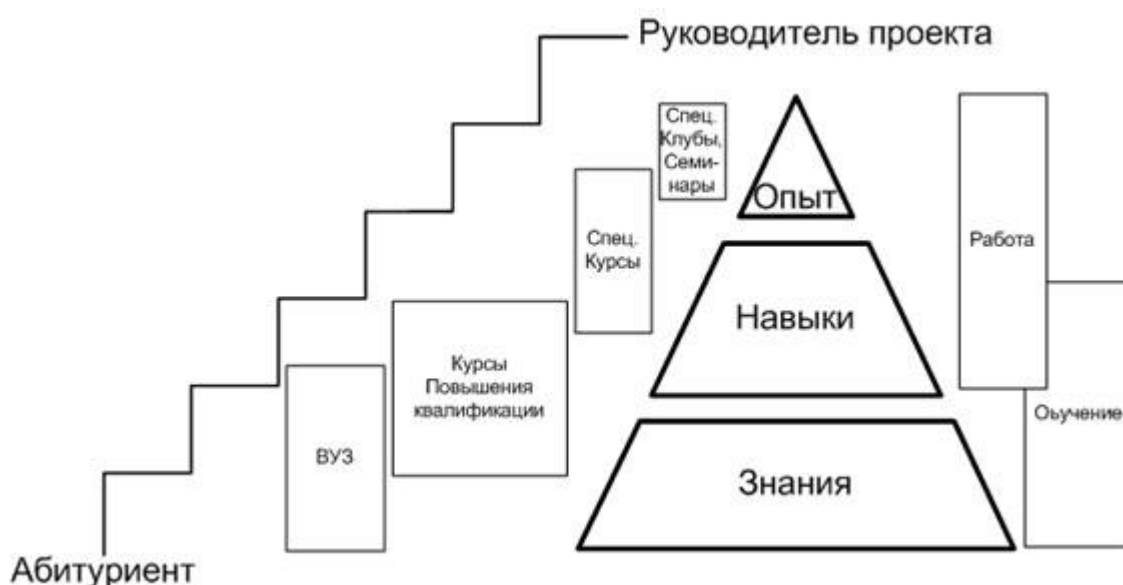 Руководитель проекта
Спец.
Клубы,
Семи-
нары
Опыт
Спец.
Курсы
Работа
Навыки
Курсы
Повышения
квалификации
Оьучение
ВУЗ
Знания
Абитуриент